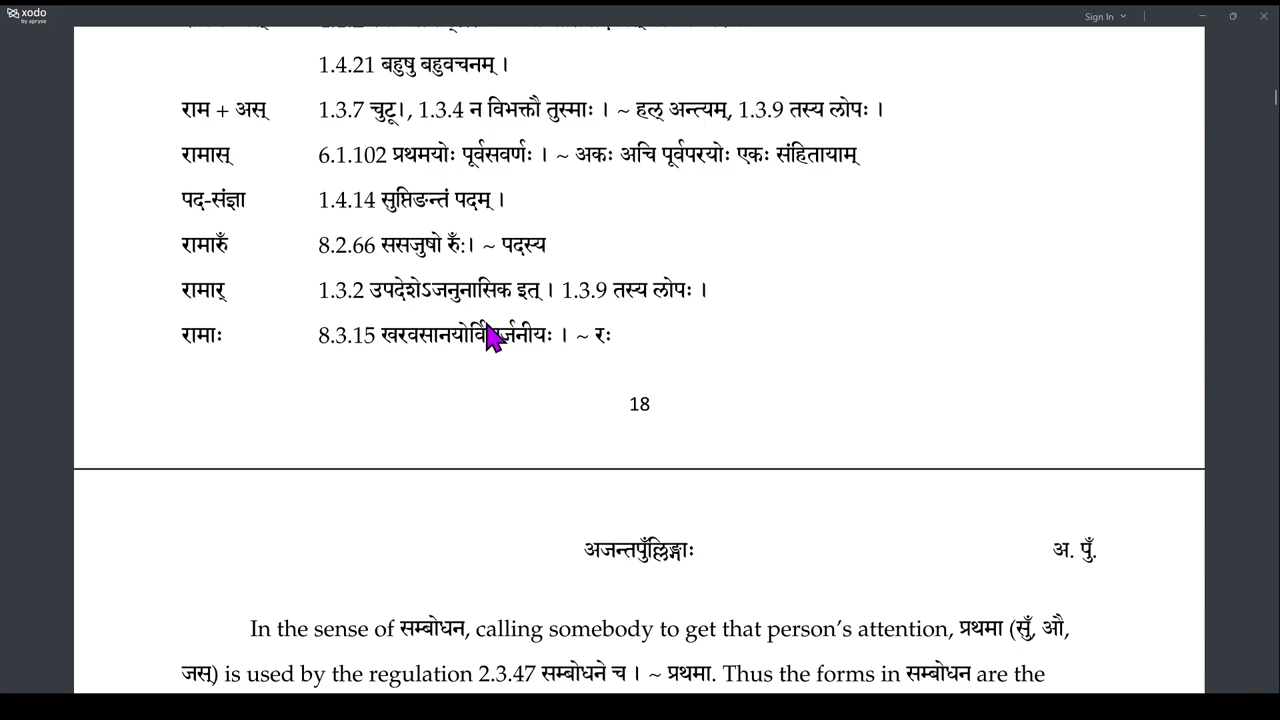 xodo
by apryse
Sign In
1.4.21 बहुषु बहुवचनम् ।
राम + अस् 1.3.7 चुटू।, 1.3.4 न विभक्तौ तुस्माः । ~ हल् अन्त्यम्, 1.3.9 तस्य लोपः ।
रामास् 6.1.102 प्रथमयोः पूर्वसवर्णः । ~ अकः अचि पूर्वपरयोः एकः संहितायाम्
पद-संज्ञा 1.4.14 सुप्तिङन्तं पदम् ।
रामारुँ 8.2.66 ससजुषो रुँः। ~ पदस्य
रामार् 1.3.2 उपदेशेऽजनुनासिक इत् । 1.3.9 तस्य लोपः ।
रामाः 8.3.15 खरवसानयोर्विसर्जनीयः । ~ रः
18
अजन्तपुँल्लिङ्गाः अ. पुँ.
In the sense of सम्बोधन, calling somebody to get that person’s attention, प्रथमा (सुँ, औ,
जस्) is used by the regulation 2.3.47 सम्बोधने च । ~ प्रथमा. Thus the forms in सम्बोधन are the